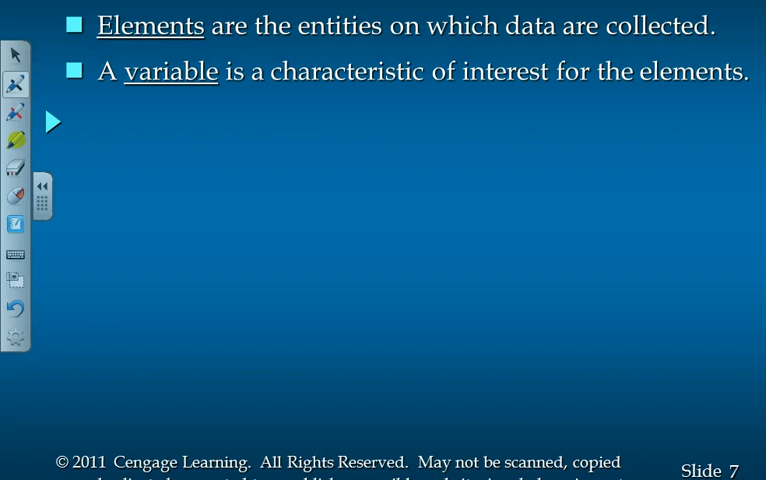 Elements are the entities on which data are collected.
A variable is a characteristic of interest for the elements.
© 2011 Cengage Learning. All Rights Reserved. May not be scanned, copied
Slide 7